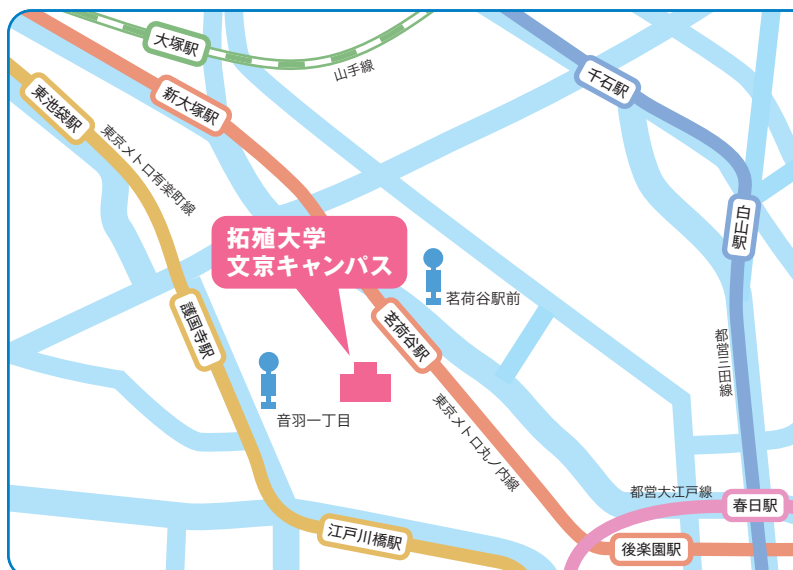 大塚駅
山手線
千石駅
東池袋駅
新大塚駅
東京メトロ有楽町線
白山駅
拓殖大学
文京キャンパス
茗荷谷駅前
護国寺駅
茗荷谷駅
都営三田線
音羽一丁目
東京メトロ丸ノ内線
都営大江戸線
春日駅
江戸川橋駅
後楽園駅